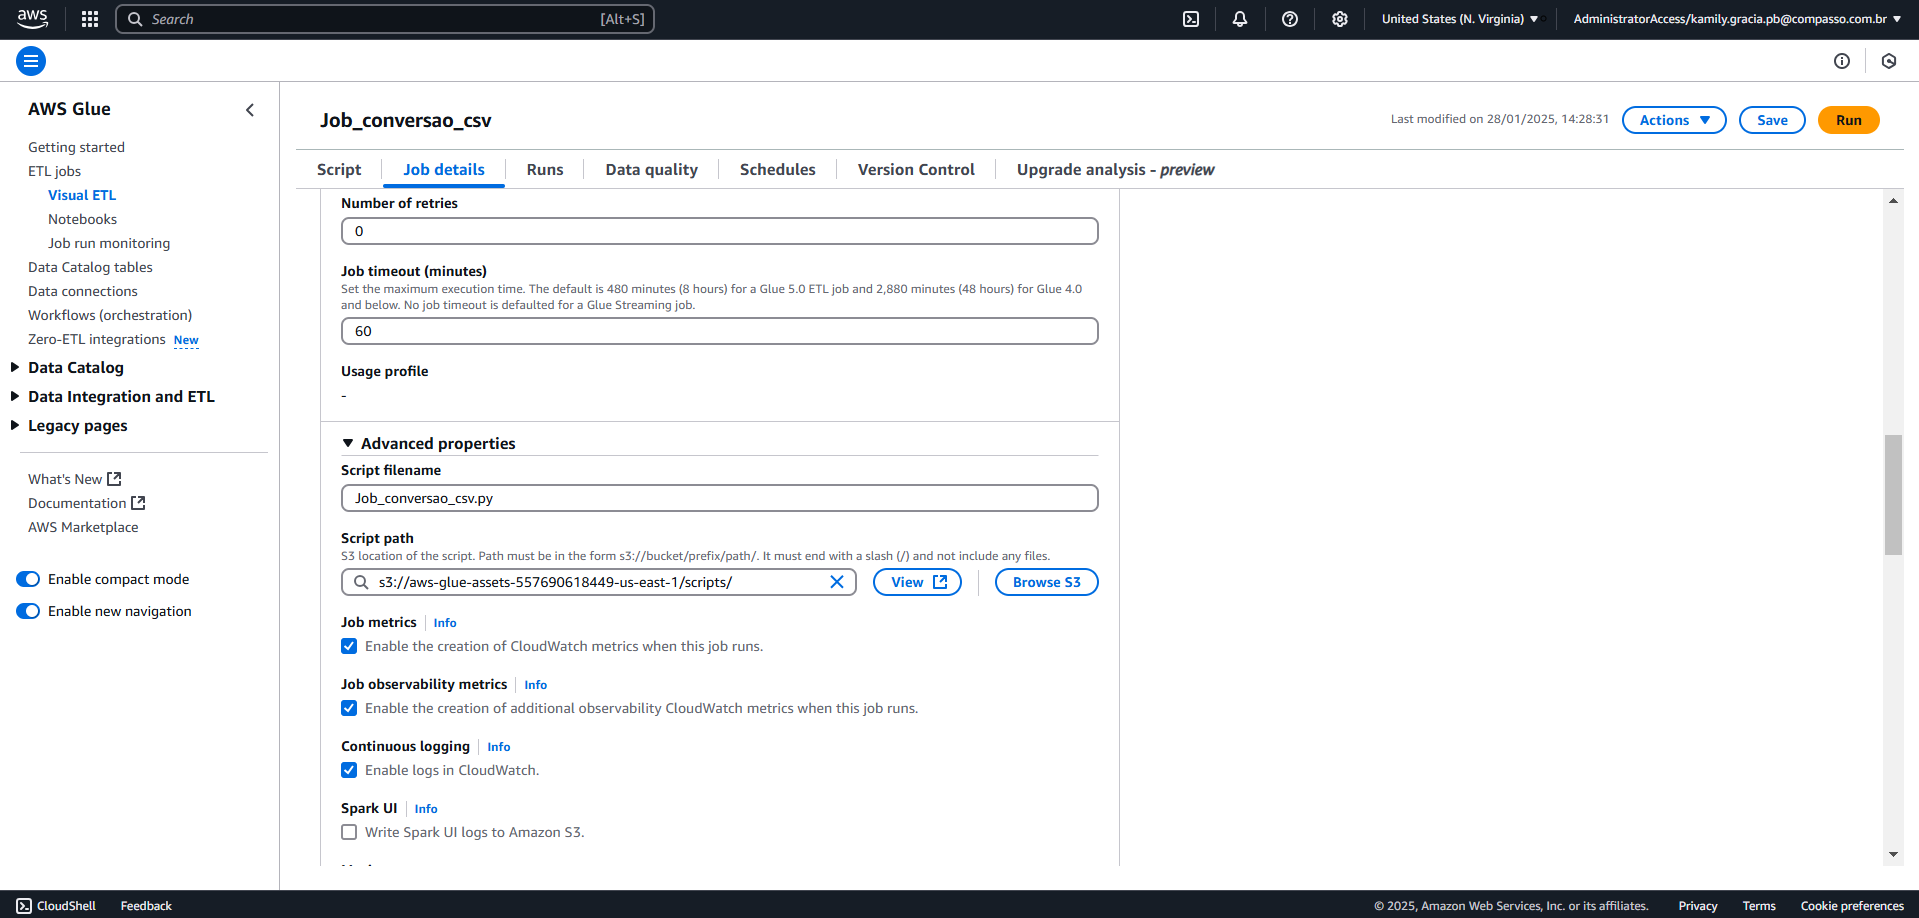 aws
Search [Alt+S]
United States (N. Virginia)
AdministratorAccess/kamily.gracia.pb@compasso.com.br
AWS Glue
Getting started
ETL jobs
Visual ETL
Notebooks
Job run monitoring
Data Catalog tables
Data connections
Workflows (orchestration)
Zero-ETL integrations New
Data Catalog
Data Integration and ETL
Legacy pages
What's New
Documentation
AWS Marketplace
Enable compact mode
Enable new navigation
Job_conversao_csv
Last modified on 28/01/2025, 14:28:31
Actions
Save
Run
Script
Job details
Runs
Data quality
Schedules
Version Control
Upgrade analysis - preview
Number of retries
0
Job timeout (minutes)
Set the maximum execution time. The default is 480 minutes (8 hours) for a Glue 5.0 ETL job and 2,880 minutes (48 hours) for Glue 4.0
and below. No job timeout is defaulted for a Glue Streaming job.
60
Usage profile
-
Advanced properties
Script filename
Job_conversao_csv.py
Script path
S3 location of the script. Path must be in the form s3://bucket/prefix/path/. It must end with a slash (/) and not include any files.
s3://aws-glue-assets-557690618449-us-east-1/scripts/
View
Browse S3
Job metrics Info
Enable the creation of CloudWatch metrics when this job runs.
Job observability metrics Info
Enable the creation of additional observability CloudWatch metrics when this job runs.
Continuous logging Info
Enable logs in CloudWatch.
Spark UI Info
Write Spark UI logs to Amazon S3.
CloudShell
Feedback
© 2025, Amazon Web Services, Inc. or its affiliates.
Privacy
Terms
Cookie preferences